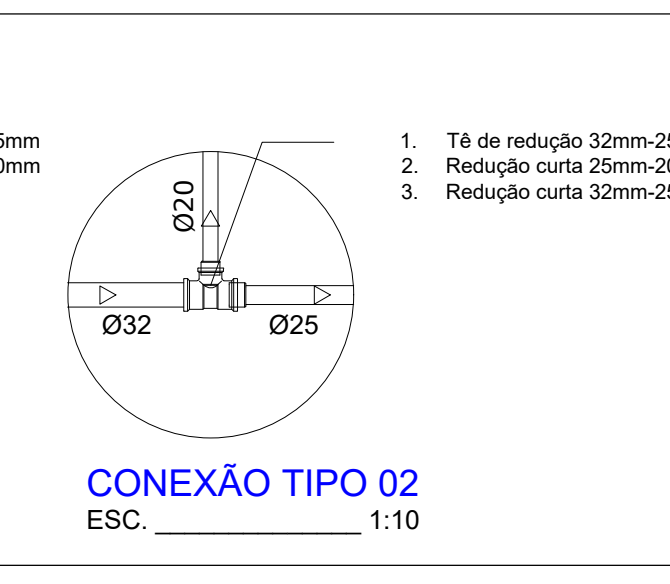 5mm
0mm
1. Tê de redução 32mm-25
2. Redução curta 25mm-20
3. Redução curta 32mm-25
Ø20
Ø32
Ø25
CONEXÃO TIPO 02
ESC. ______________ 1:10